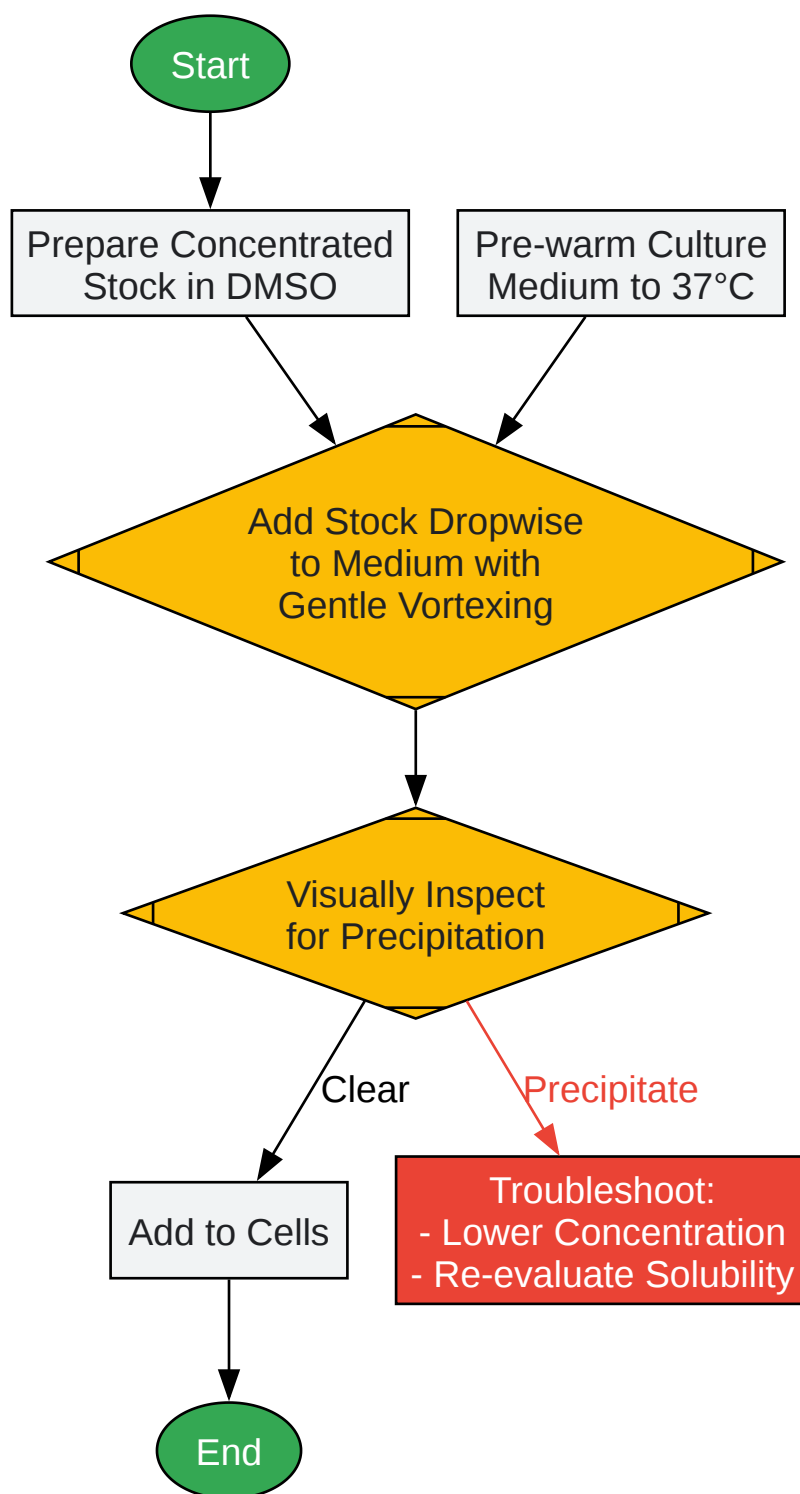 Start
Prepare Concentrated
Stock in DMSO
Pre-warm Culture
Medium to 37°C
Add Stock Dropwise
to Medium with
Gentle Vortexing
Visually Inspect
for Precipitation
Clear
Precipitate
Add to Cells
Troubleshoot:
- Lower Concentration
- Re-evaluate Solubility
End